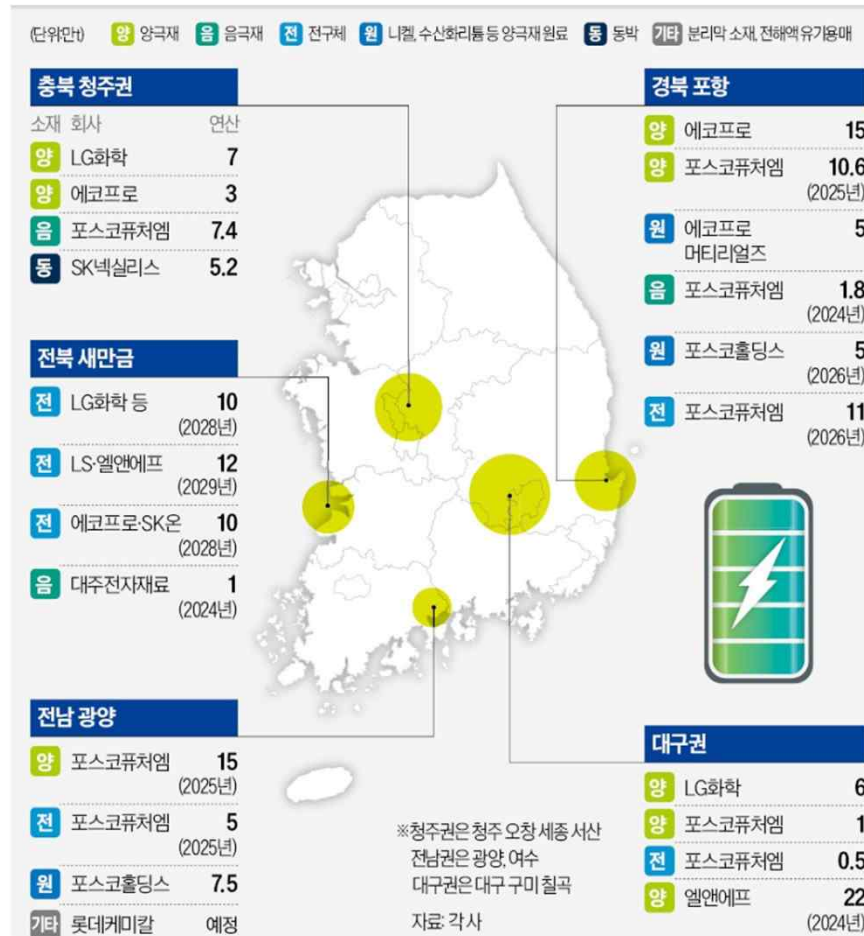 (단위:만t) 양 양극재 음 음극재 전 전구체 원 니켈, 수산화리튬 등 양극재 원료 동 동박 기타 분리막 소재, 전해액 유기용매
충북 청주권
소재 회사 연산
양 LG화학 7
양 에코프로 3
음 포스코퓨처엠 7.4
동 SK넥실리스 5.2
전북 새만금
전 LG화학 등 10
(2028년)
전 LS·엘앤에프 12
(2029년)
전 에코프로·SK온 10
(2028년)
음 대주전자재료 1
(2024년)
전남 광양
양 포스코퓨처엠 15
(2025년)
전 포스코퓨처엠 5
(2025년)
원 포스코홀딩스 7.5
기타 롯데케미칼 예정
경북 포항
양 에코프로 15
양 포스코퓨처엠 10.6
(2025년)
원 에코프로 5
머티리얼즈
음 포스코퓨처엠 1.8
(2024년)
원 포스코홀딩스 5
(2026년)
전 포스코퓨처엠 11
(2026년)
대구권
양 LG화학 6
양 포스코퓨처엠 1
전 포스코퓨처엠 0.5
양 엘앤에프 22
(2024년)
※청주권은 청주 오창 세종 서산
전남권은 광양, 여수
대구권은 대구 구미 칠곡
자료: 각 사